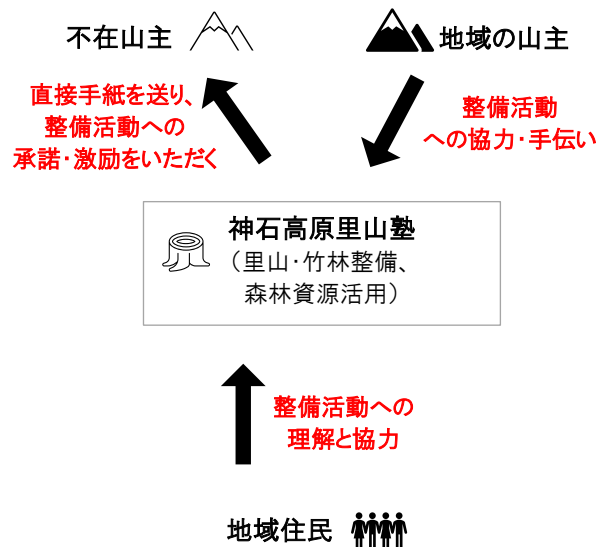 不在山主
地域の山主
直接手紙を送り、
整備活動への
承諾・激励をいただく
整備活動
への協力・手伝い
神石高原里山塾
（里山・竹林整備、
森林資源活用）
整備活動への
理解と協力
地域住民